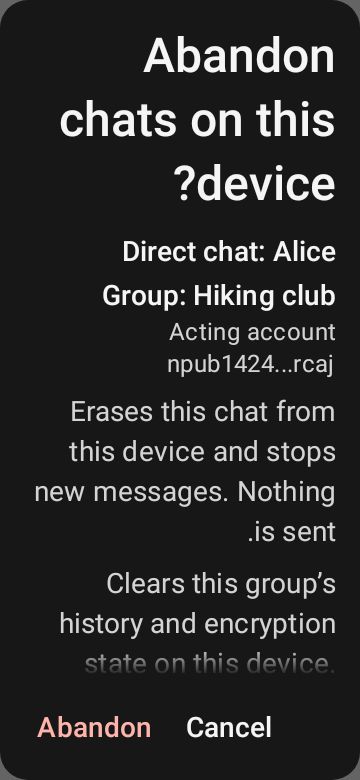 Abandon
chats on this
?device
Direct chat: Alice
Group: Hiking club
Acting account
npub1424...rcaj
Erases this chat from
this device and stops
new messages. Nothing
.is sent
Clears this group’s
history and encryption
state on this device.
Abandon Cancel